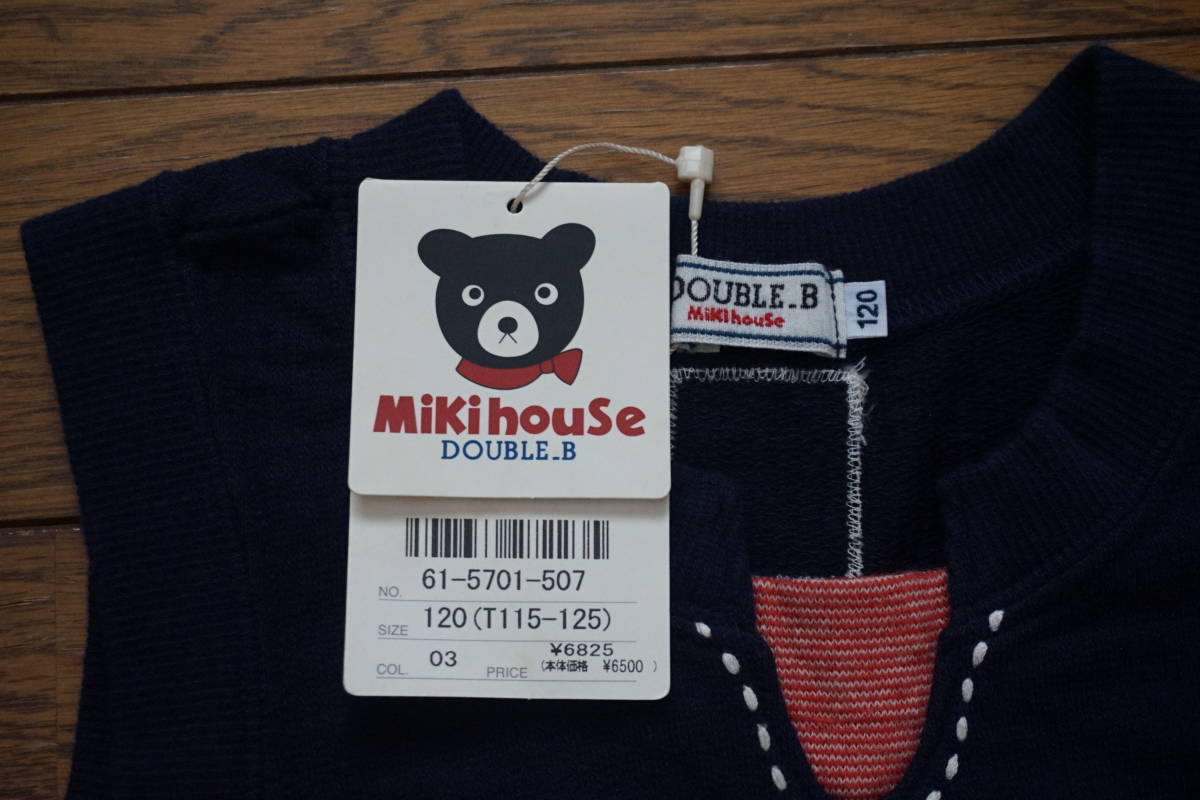 MiKihouse
DOUBLE_B
NO. 61-5701-507
SIZE 120(T115-125)
COL. 03 PRICE ¥6825
(本体価格 ¥6500 )
DOUBLE_B
MiKihouse
120